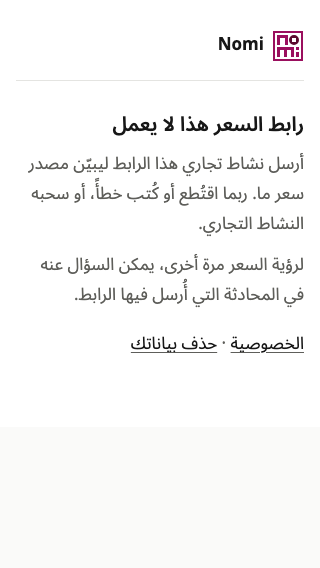 no
mi
Nomi
رابط السعر هذا لا يعمل
أرسل نشاط تجاري هذا الرابط ليبيّن مصدر
سعر ما. ربما اقتُطع أو كُتب خطأً، أو سحبه
النشاط التجاري.
لرؤية السعر مرة أخرى، يمكن السؤال عنه
في المحادثة التي أُرسل فيها الرابط.
الخصوصية · حذف بياناتك